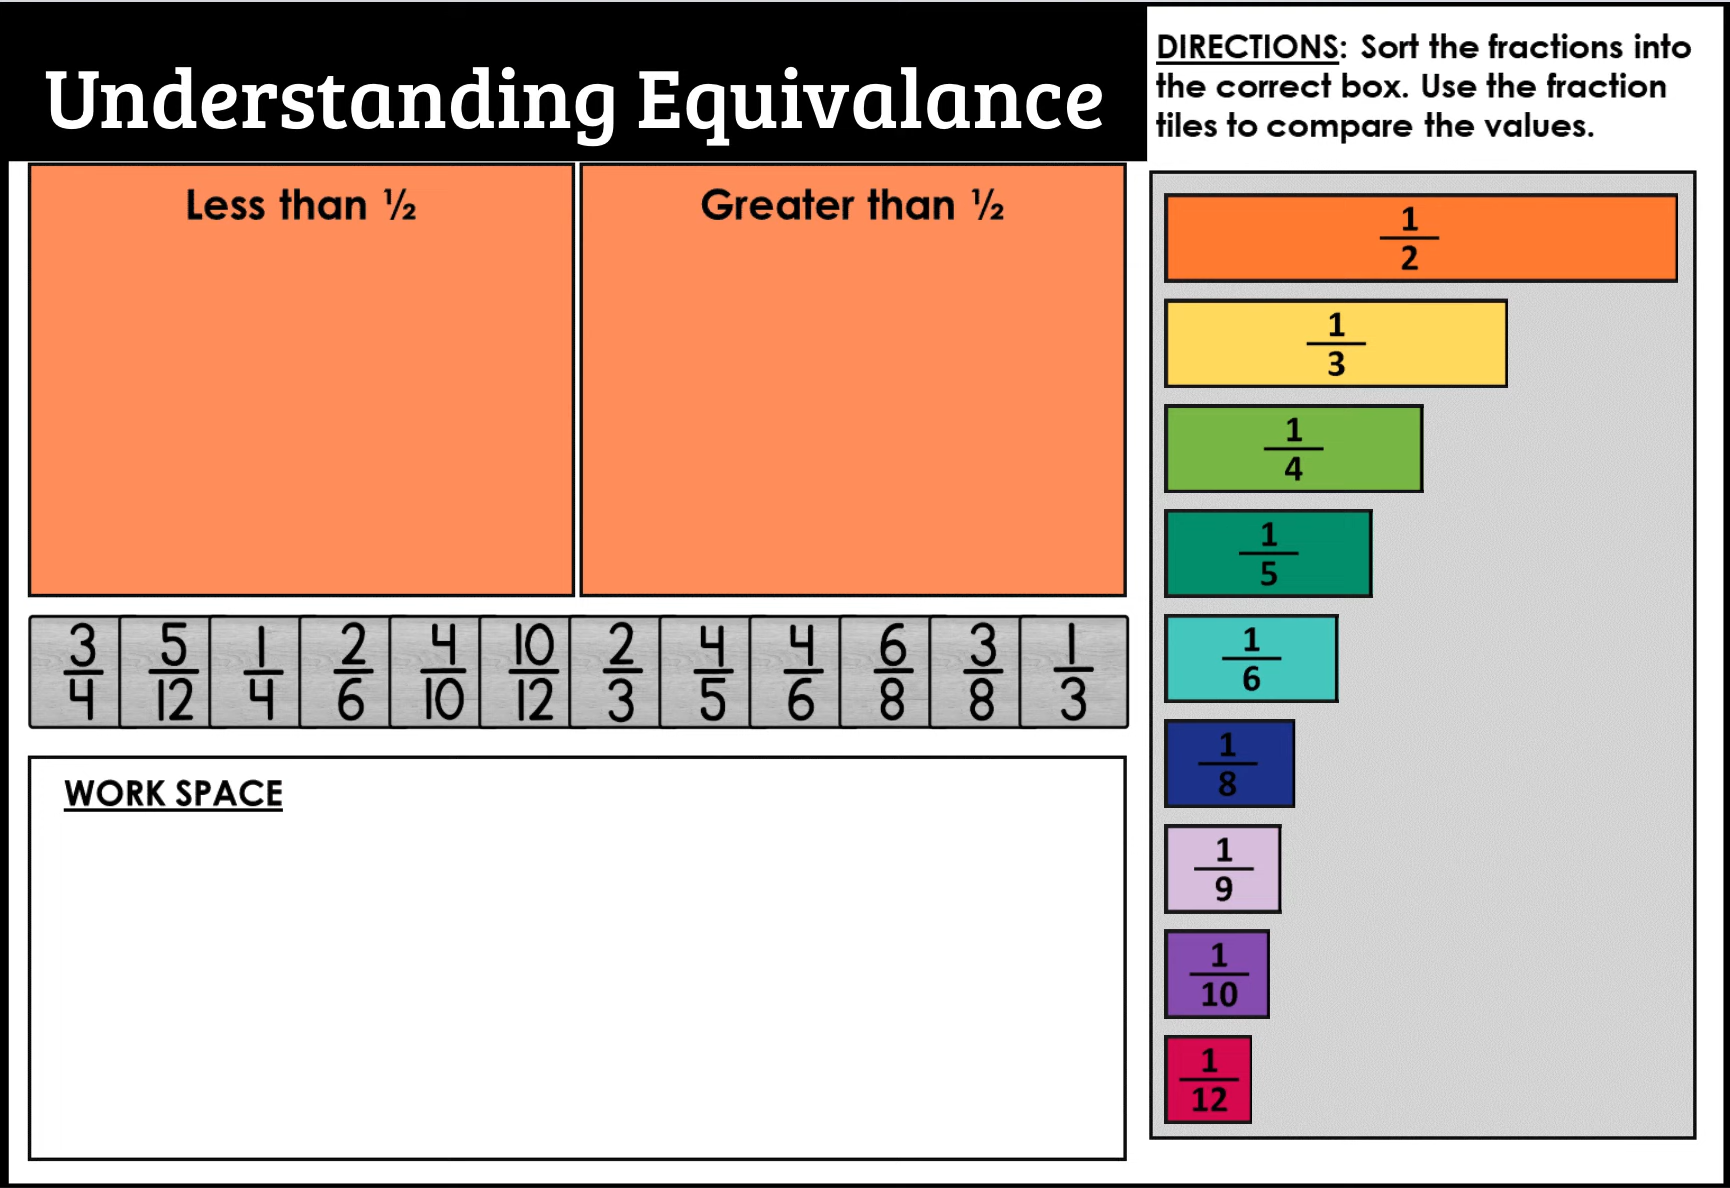 Understanding Equivalance
DIRECTIONS: Sort the fractions into
the correct box. Use the fraction
tiles to compare the values.
Less than ½
Greater than ½
3/4 5/12 1/4 2/6 4/10 10/12 2/3 4/5 4/6 6/8 3/8 1/3
WORK SPACE
1/2
1/3
1/4
1/5
1/6
1/8
1/9
1/10
1/12